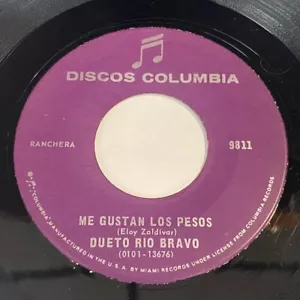 DISCOS COLUMBIA
RANCHERA
9811
ME GUSTAN LOS PESOS
(Eloy Zaldivar)
DUETO RIO BRAVO
(0101-13676)
COLUMBIA, MANUFACTURED IN THE U.S.A. BY MIAMI RECORDS UNDER LICENSE FROM COLUMBIA RECORDS